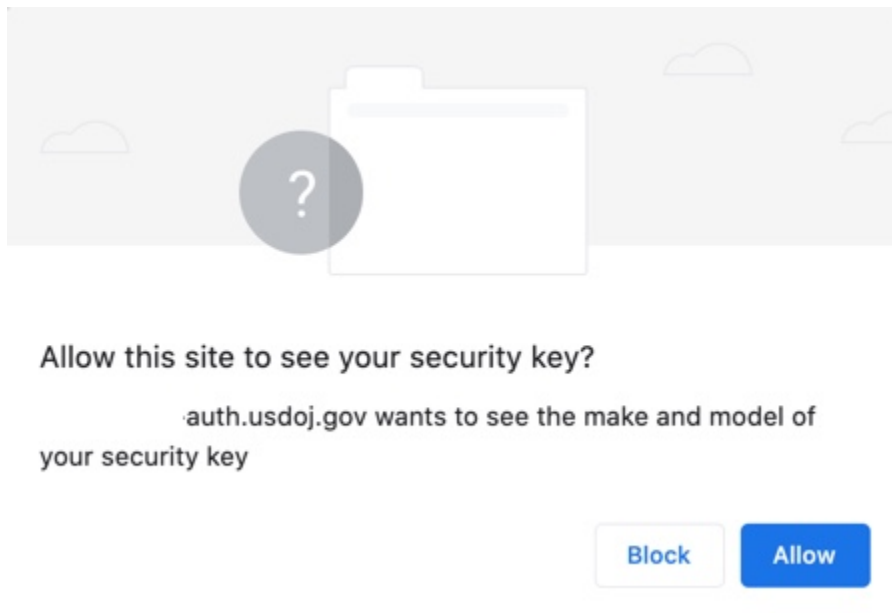 ?
Allow this site to see your security key?
auth.usdoj.gov wants to see the make and model of
your security key
Block Allow